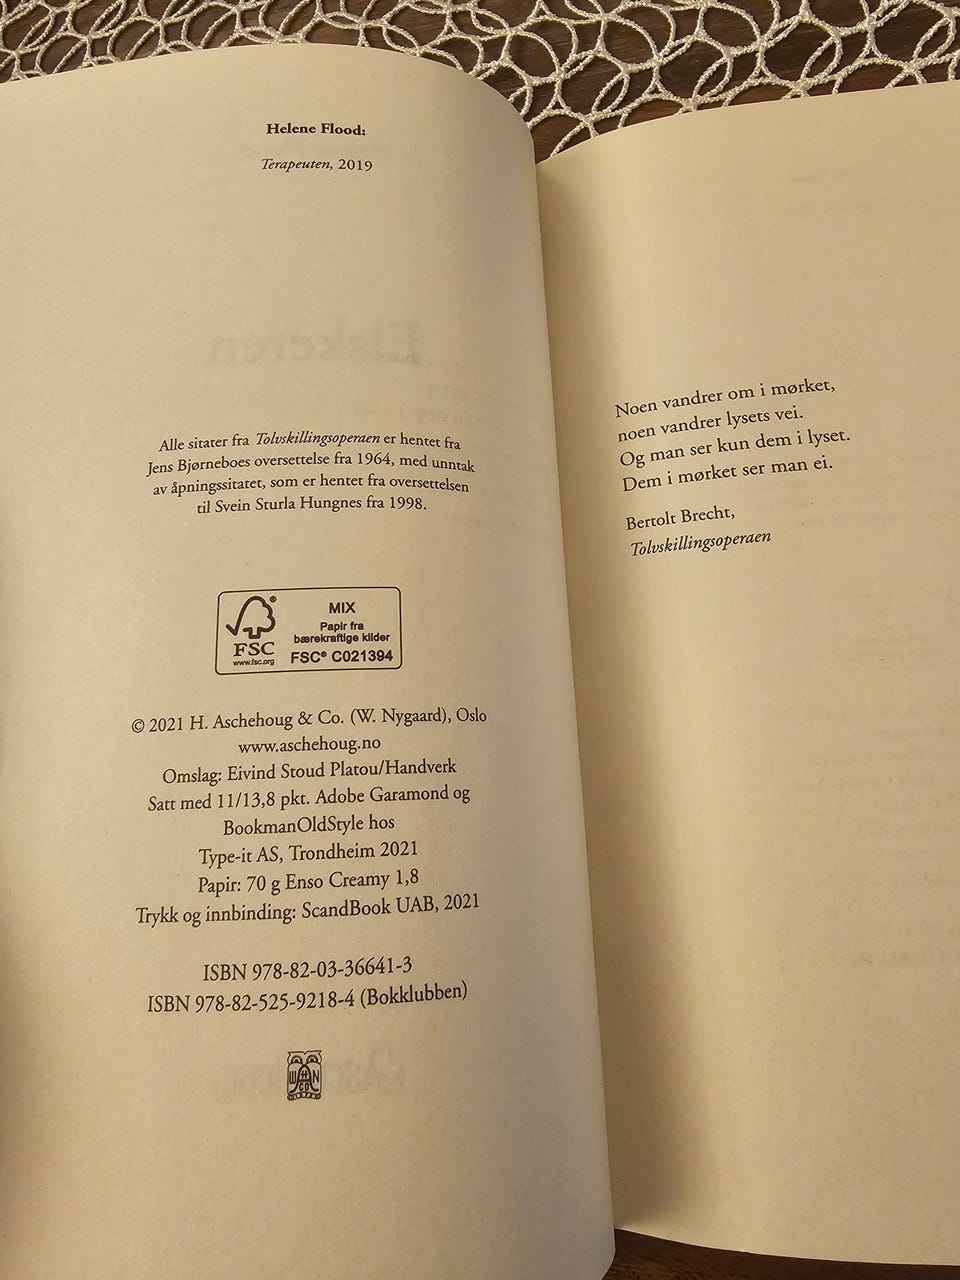 Helene Flood:
Terapeuten, 2019
Elskeren
Alle sitater fra Tolvskillingsoperaen er hentet fra
Jens Bjørneboes oversettelse fra 1964, med unntak
av åpningssitatet, som er hentet fra oversettelsen
til Svein Sturla Hungnes fra 1998.
FSC®
www.fsc.org
MIX
Papir fra
bærekraftige kilder
FSC® C021394
© 2021 H. Aschehoug & Co. (W. Nygaard), Oslo
www.aschehoug.no
Omslag: Eivind Stoud Platou/Handverk
Satt med 11/13,8 pkt. Adobe Garamond og
BookmanOldStyle hos
Type-it AS, Trondheim 2021
Papir: 70 g Enso Creamy 1,8
Trykk og innbinding: ScandBook UAB, 2021
ISBN 978-82-03-36641-3
ISBN 978-82-525-9218-4 (Bokklubben)
Noen vandrer om i mørket,
noen vandrer lysets vei.
Og man ser kun dem i lyset.
Dem i mørket ser man ei.
Bertolt Brecht,
Tolvskillingsoperaen